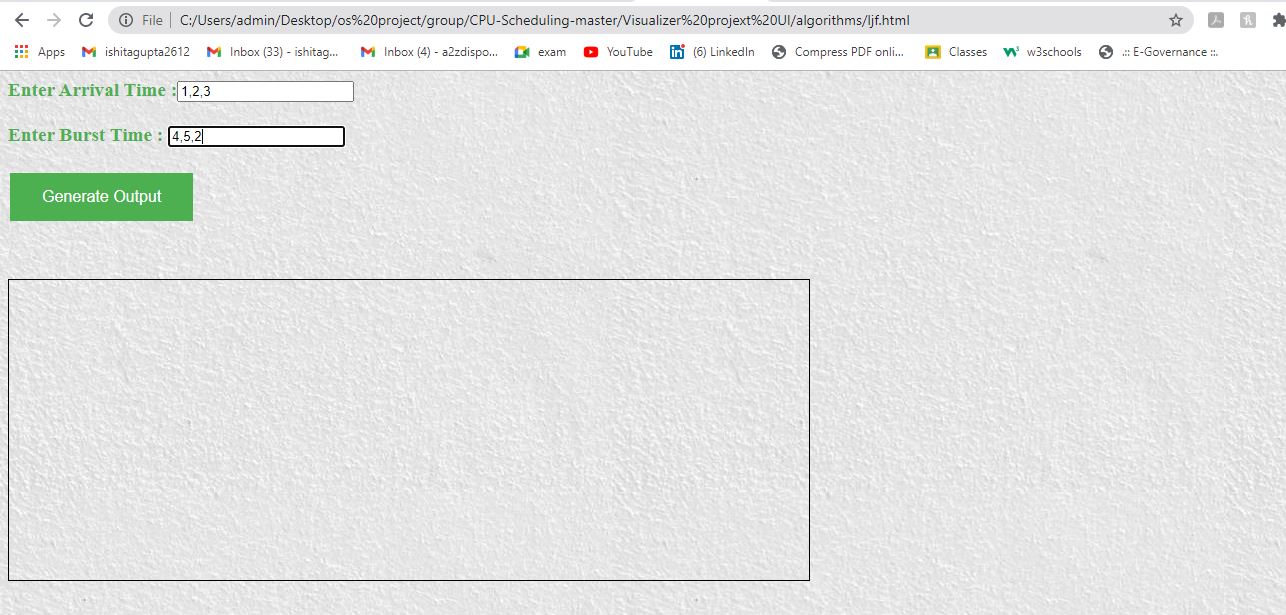 File | C:/Users/admin/Desktop/os%20project/group/CPU-Scheduling-master/Visualizer%20projext%20UI/algorithms/ljf.html
Apps ishitagupta2612 Inbox (33) - ishitag... Inbox (4) - a2zdispo... exam YouTube (6) LinkedIn Compress PDF onli... Classes w3schools .:: E-Governance ::.
Enter Arrival Time : 1,2,3
Enter Burst Time : 4,5,2
Generate Output